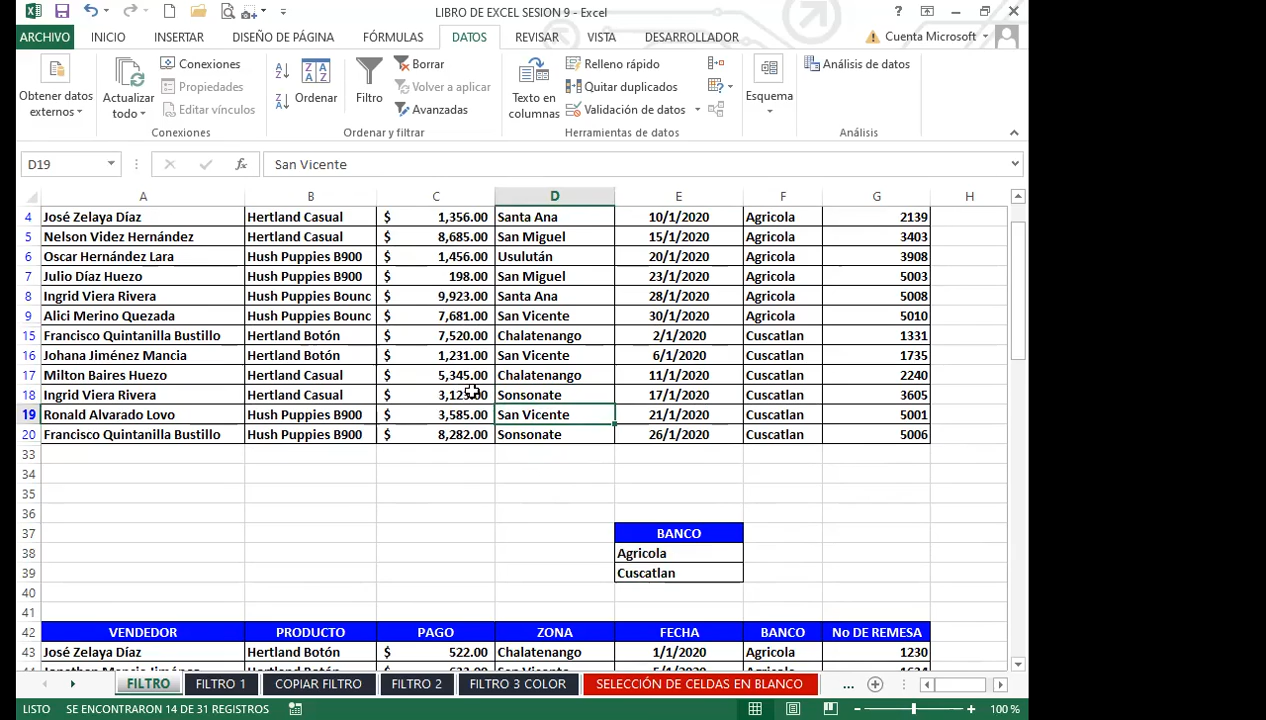 LIBRO DE EXCEL SESION 9 - Excel
?
ARCHIVO INICIO INSERTAR DISEÑO DE PÁGINA FÓRMULAS DATOS REVISAR VISTA DESARROLLADOR Cuenta Microsoft
Obtener datos externos
Actualizar todo
Conexiones
Propiedades
Editar vínculos
Conexiones
Ordenar
Filtro
Borrar
Volver a aplicar
Avanzadas
Ordenar y filtrar
Texto en columnas
Relleno rápido
Quitar duplicados
Validación de datos
Herramientas de datos
Esquema
Análisis de datos
Análisis
D19 fx San Vicente
A B C D E F G H
4 José Zelaya Díaz Hertland Casual $ 1,356.00 Santa Ana 10/1/2020 Agricola 2139
5 Nelson Videz Hernández Hertland Casual $ 8,685.00 San Miguel 15/1/2020 Agricola 3403
6 Oscar Hernández Lara Hush Puppies B900 $ 1,456.00 Usulután 20/1/2020 Agricola 3908
7 Julio Díaz Huezo Hush Puppies B900 $ 198.00 San Miguel 23/1/2020 Agricola 5003
8 Ingrid Viera Rivera Hush Puppies Bounc $ 9,923.00 Santa Ana 28/1/2020 Agricola 5008
9 Alici Merino Quezada Hush Puppies Bounc $ 7,681.00 San Vicente 30/1/2020 Agricola 5010
15 Francisco Quintanilla Bustillo Hertland Botón $ 7,520.00 Chalatenango 2/1/2020 Cuscatlan 1331
16 Johana Jiménez Mancia Hertland Botón $ 1,231.00 San Vicente 6/1/2020 Cuscatlan 1735
17 Milton Baires Huezo Hertland Casual $ 5,345.00 Chalatenango 11/1/2020 Cuscatlan 2240
18 Ingrid Viera Rivera Hertland Casual $ 3,125.00 Sonsonate 17/1/2020 Cuscatlan 3605
19 Ronald Alvarado Lovo Hush Puppies B900 $ 3,585.00 San Vicente 21/1/2020 Cuscatlan 5001
20 Francisco Quintanilla Bustillo Hush Puppies B900 $ 8,282.00 Sonsonate 26/1/2020 Cuscatlan 5006
33
34
35
36
37 BANCO
38 Agricola
39 Cuscatlan
40
41
42 VENDEDOR PRODUCTO PAGO ZONA FECHA BANCO No DE REMESA
43 José Zelaya Díaz Hertland Botón $ 522.00 Chalatenango 1/1/2020 Agricola 1230
FILTRO FILTRO 1 COPIAR FILTRO FILTRO 2 FILTRO 3 COLOR SELECCIÓN DE CELDAS EN BLANCO ...
LISTO SE ENCONTRARON 14 DE 31 REGISTROS 100 %